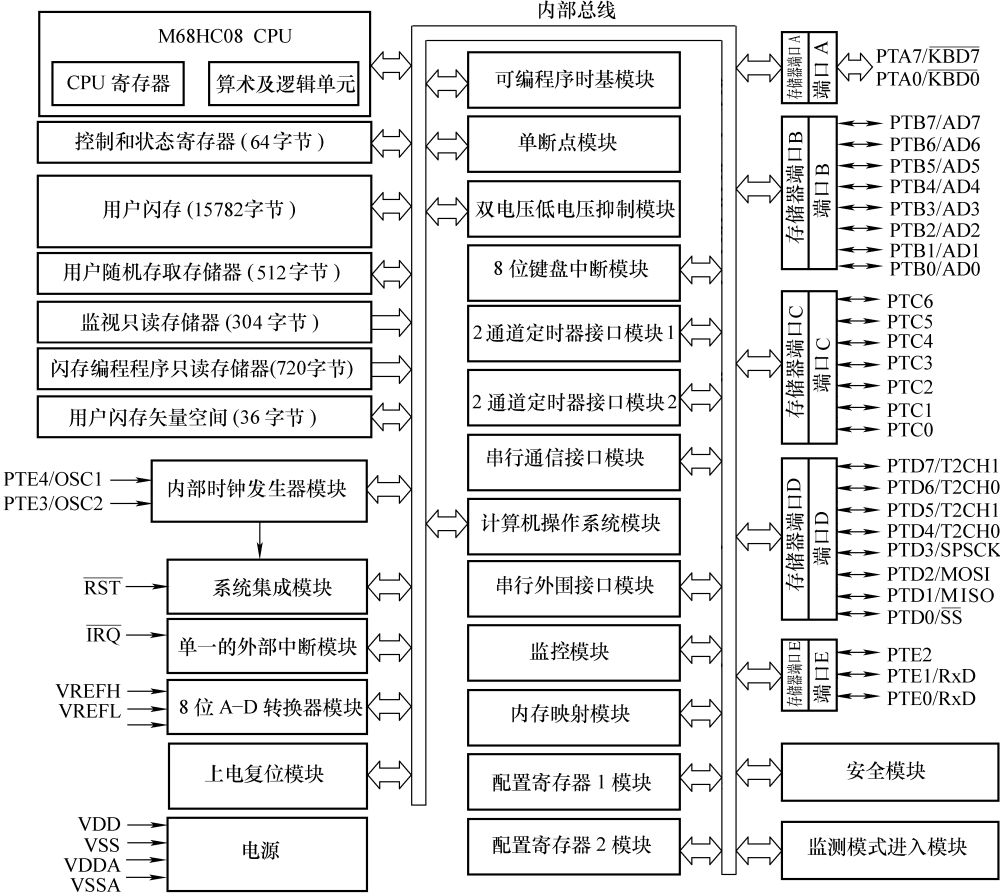 内部总线
M68HC08 CPU
CPU 寄存器
算术及逻辑单元
控制和状态寄存器(64字节)
用户闪存(15782字节)
用户随机存取存储器(512字节)
监视只读存储器(304字节)
闪存编程程序只读存储器(720字节)
用户闪存矢量空间(36字节)
PTE4/OSC1
PTE3/OSC2
内部时钟发生器模块
RST
系统集成模块
IRQ
单一的外部中断模块
VREFH
VREFL
8位A-D转换器模块
上电复位模块
VDD
VSS
VDDA
VSSA
电源
可编程序时基模块
单断点模块
双电压低电压抑制模块
8位键盘中断模块
2通道定时器接口模块1
2通道定时器接口模块2
串行通信接口模块
计算机操作系统模块
串行外围接口模块
监控模块
内存映射模块
配置寄存器1模块
配置寄存器2模块
存储器端口A
端口A
PTA7/KBD7
PTA0/KBD0
存储器端口B
端口B
PTB7/AD7
PTB6/AD6
PTB5/AD5
PTB4/AD4
PTB3/AD3
PTB2/AD2
PTB1/AD1
PTB0/AD0
存储器端口C
端口C
PTC6
PTC5
PTC4
PTC3
PTC2
PTC1
PTC0
存储器端口D
端口D
PTD7/T2CH1
PTD6/T2CH0
PTD5/T2CH1
PTD4/T2CH0
PTD3/SPSCK
PTD2/MOSI
PTD1/MISO
PTD0/SS
存储器端口E
端口E
PTE2
PTE1/RxD
PTE0/RxD
安全模块
监测模式进入模块